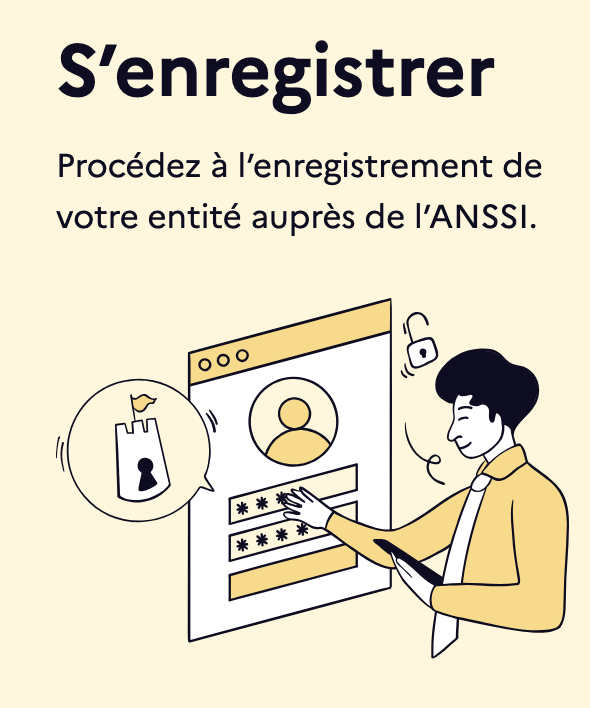 S’enregistrer
Procédez à l’enregistrement de
votre entité auprès de l’ANSSI.